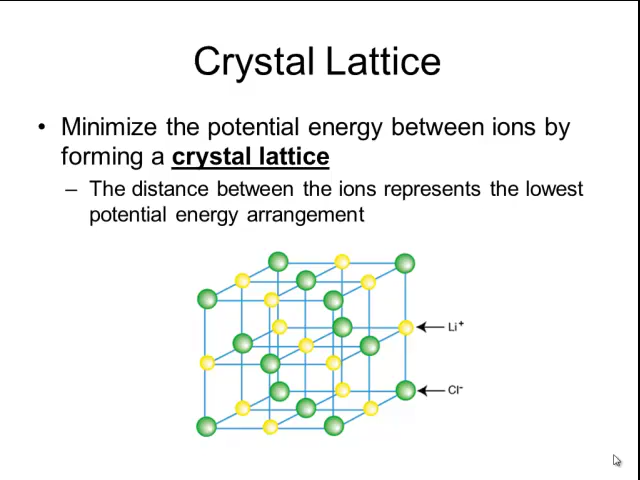 Crystal Lattice
• Minimize the potential energy between ions by
forming a crystal lattice
– The distance between the ions represents the lowest
potential energy arrangement
Li⁺
Cl⁻